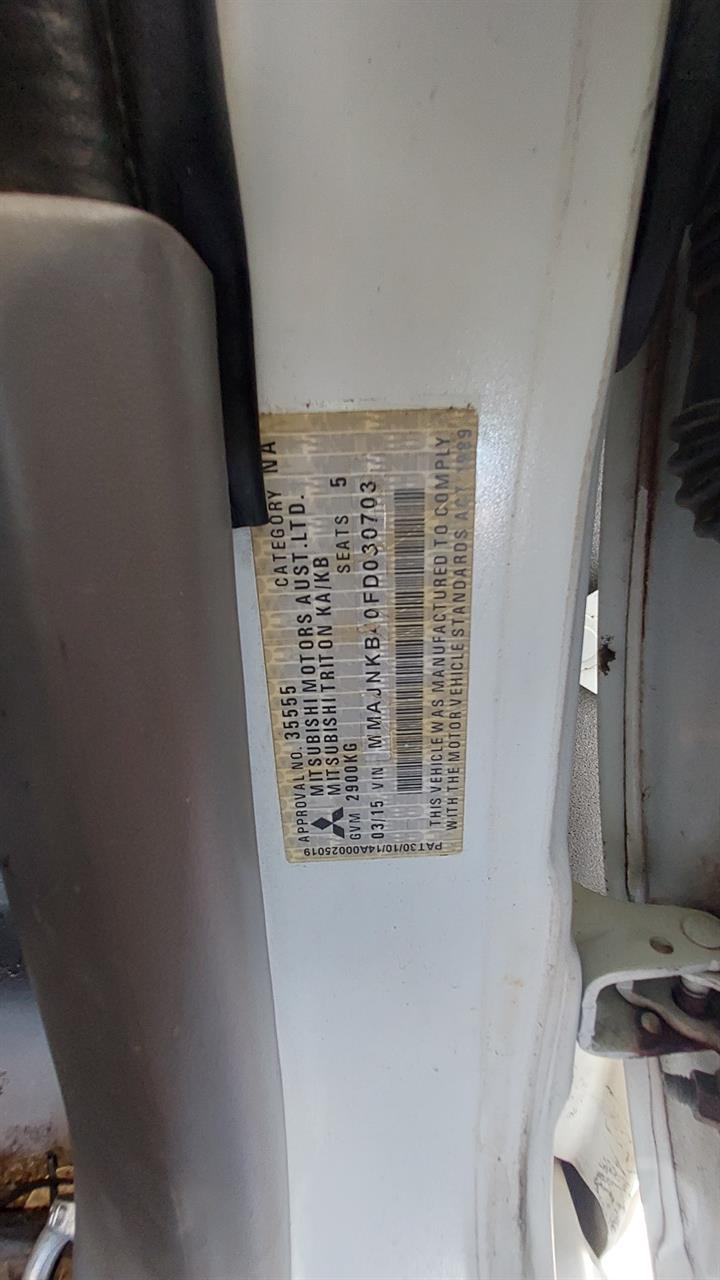 APPROVAL NO. 35555 CATEGORY NA
MITSUBISHI MOTORS AUST.LTD.
MITSUBISHI TRITON KA/KB
GVM 2900KG SEATS 5
03/15 VIN MMAJNKB40FD030703
THIS VEHICLE WAS MANUFACTURED TO COMPLY
WITH THE MOTOR VEHICLE STANDARDS ACT 1989
PAT30/10/14A00025019